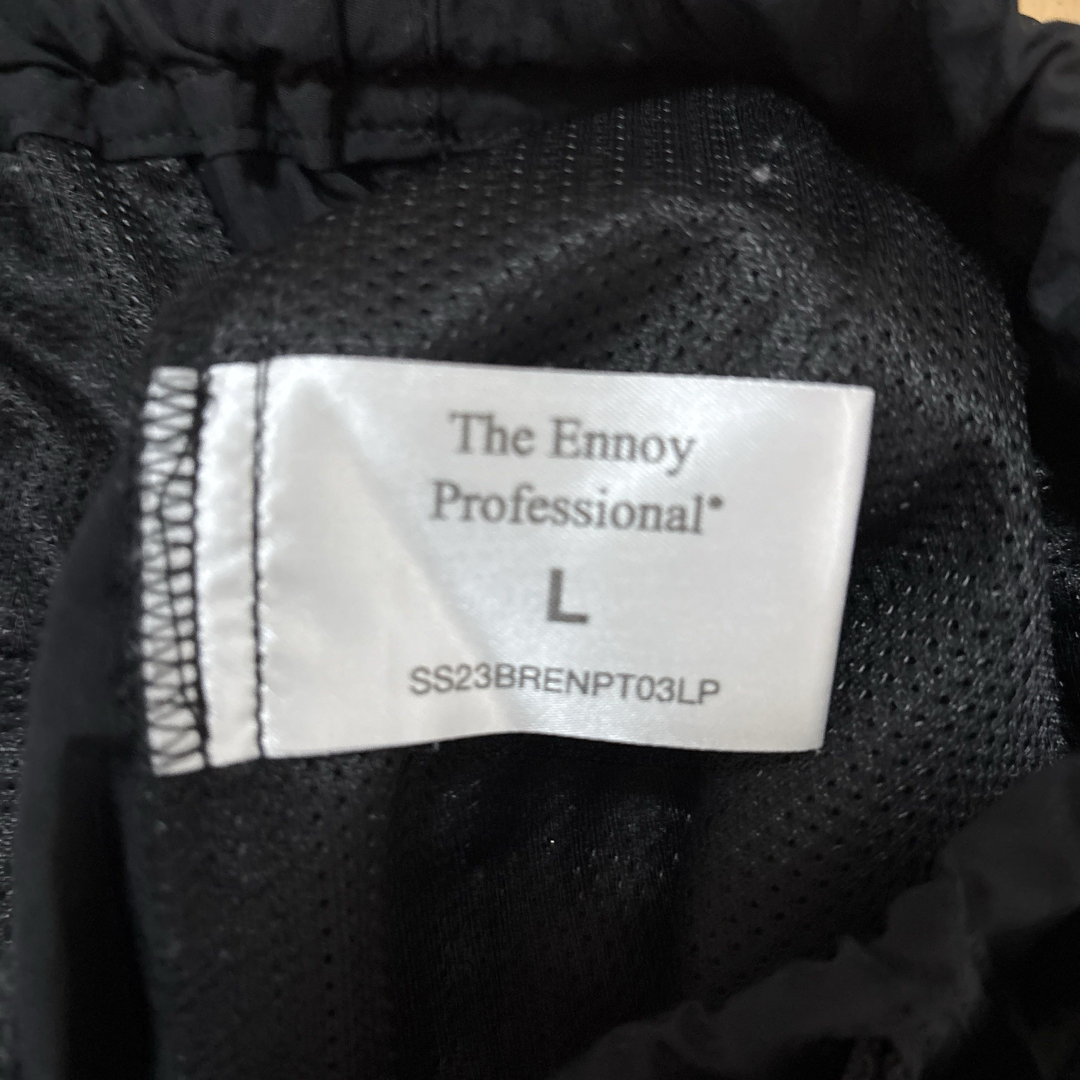 The Ennoy
Professional®
L
SS23BRENPT03LP